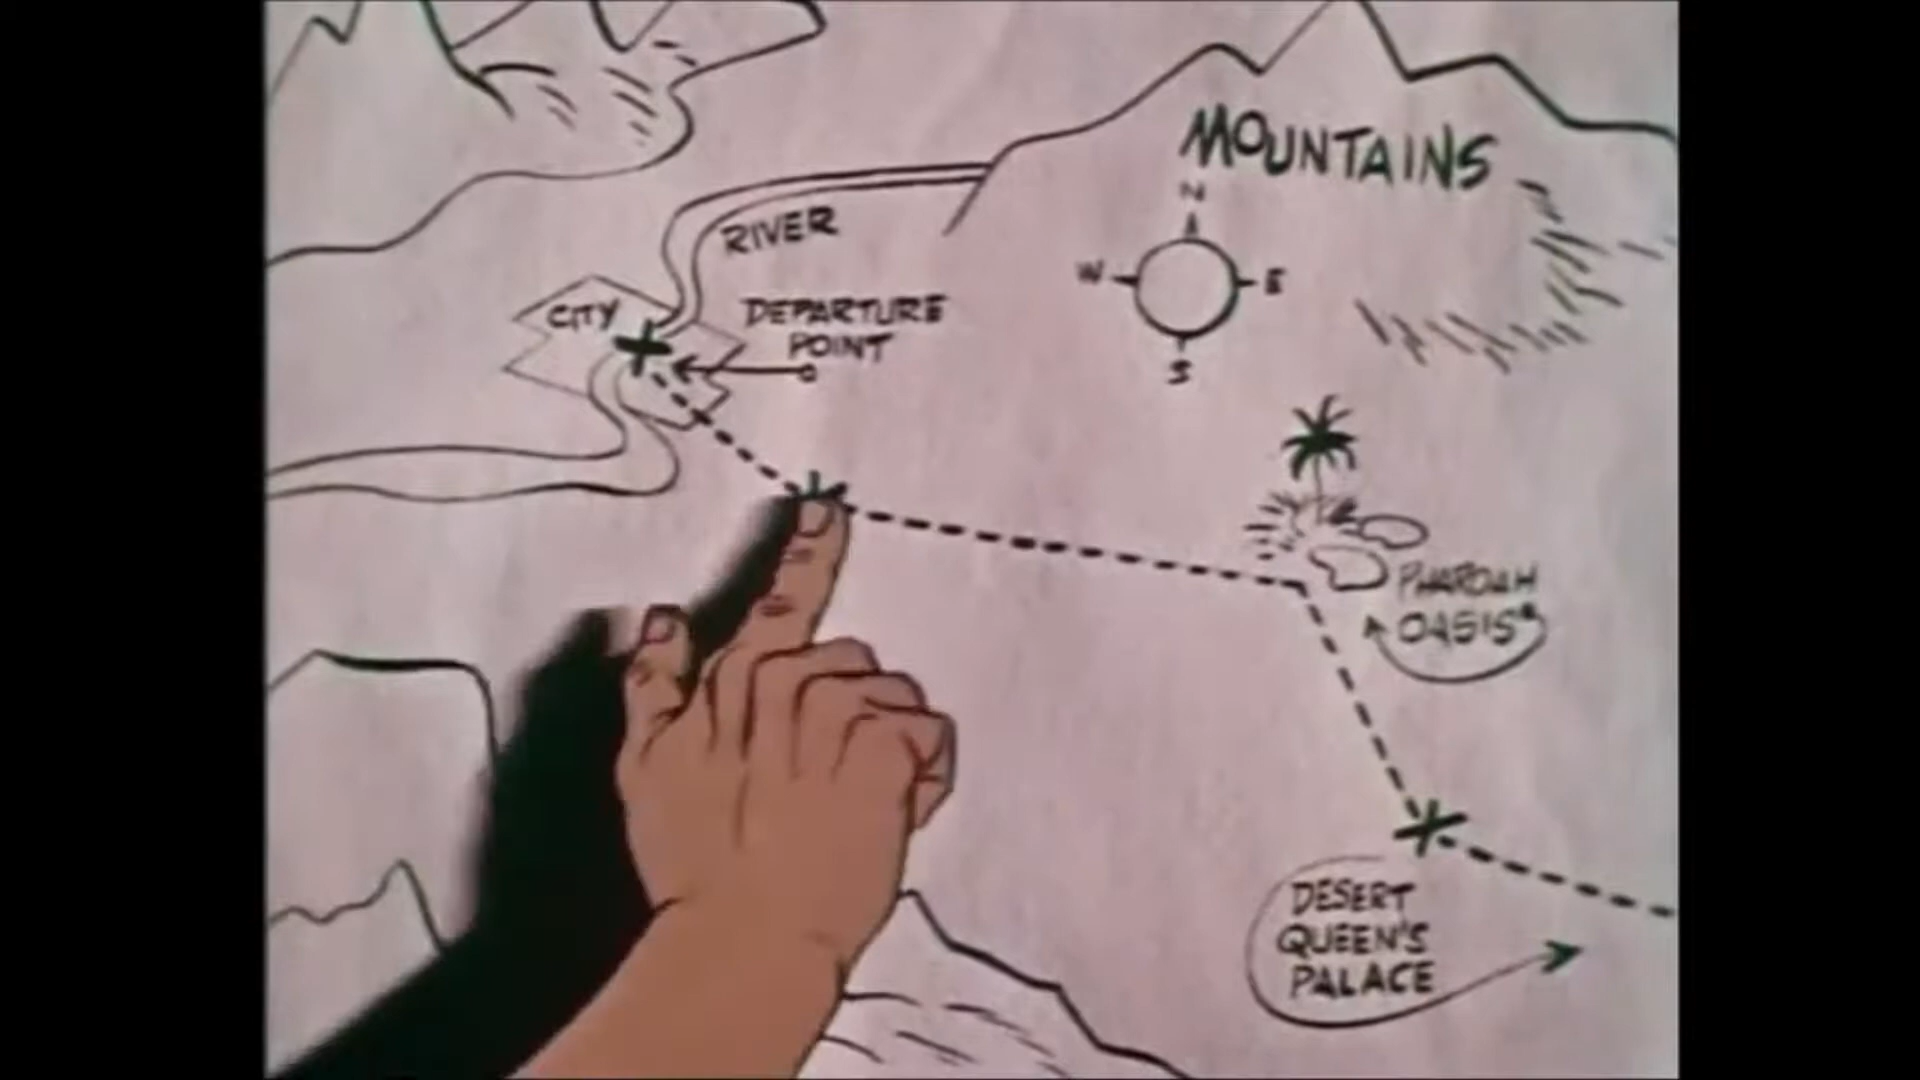 MOUNTAINS
N
W
E
S
RIVER
CITY
DEPARTURE
POINT
PHAROAH
OASIS
DESERT
QUEEN'S
PALACE